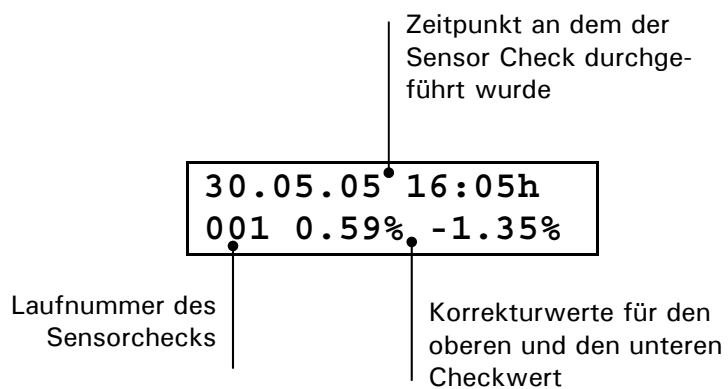 Zeitpunkt an dem der
Sensor Check durchge-
führt wurde
30.05.05 16:05h
001 0.59% -1.35%
Laufnummer des
Sensorchecks
Korrekturwerte für den
oberen und den unteren
Checkwert